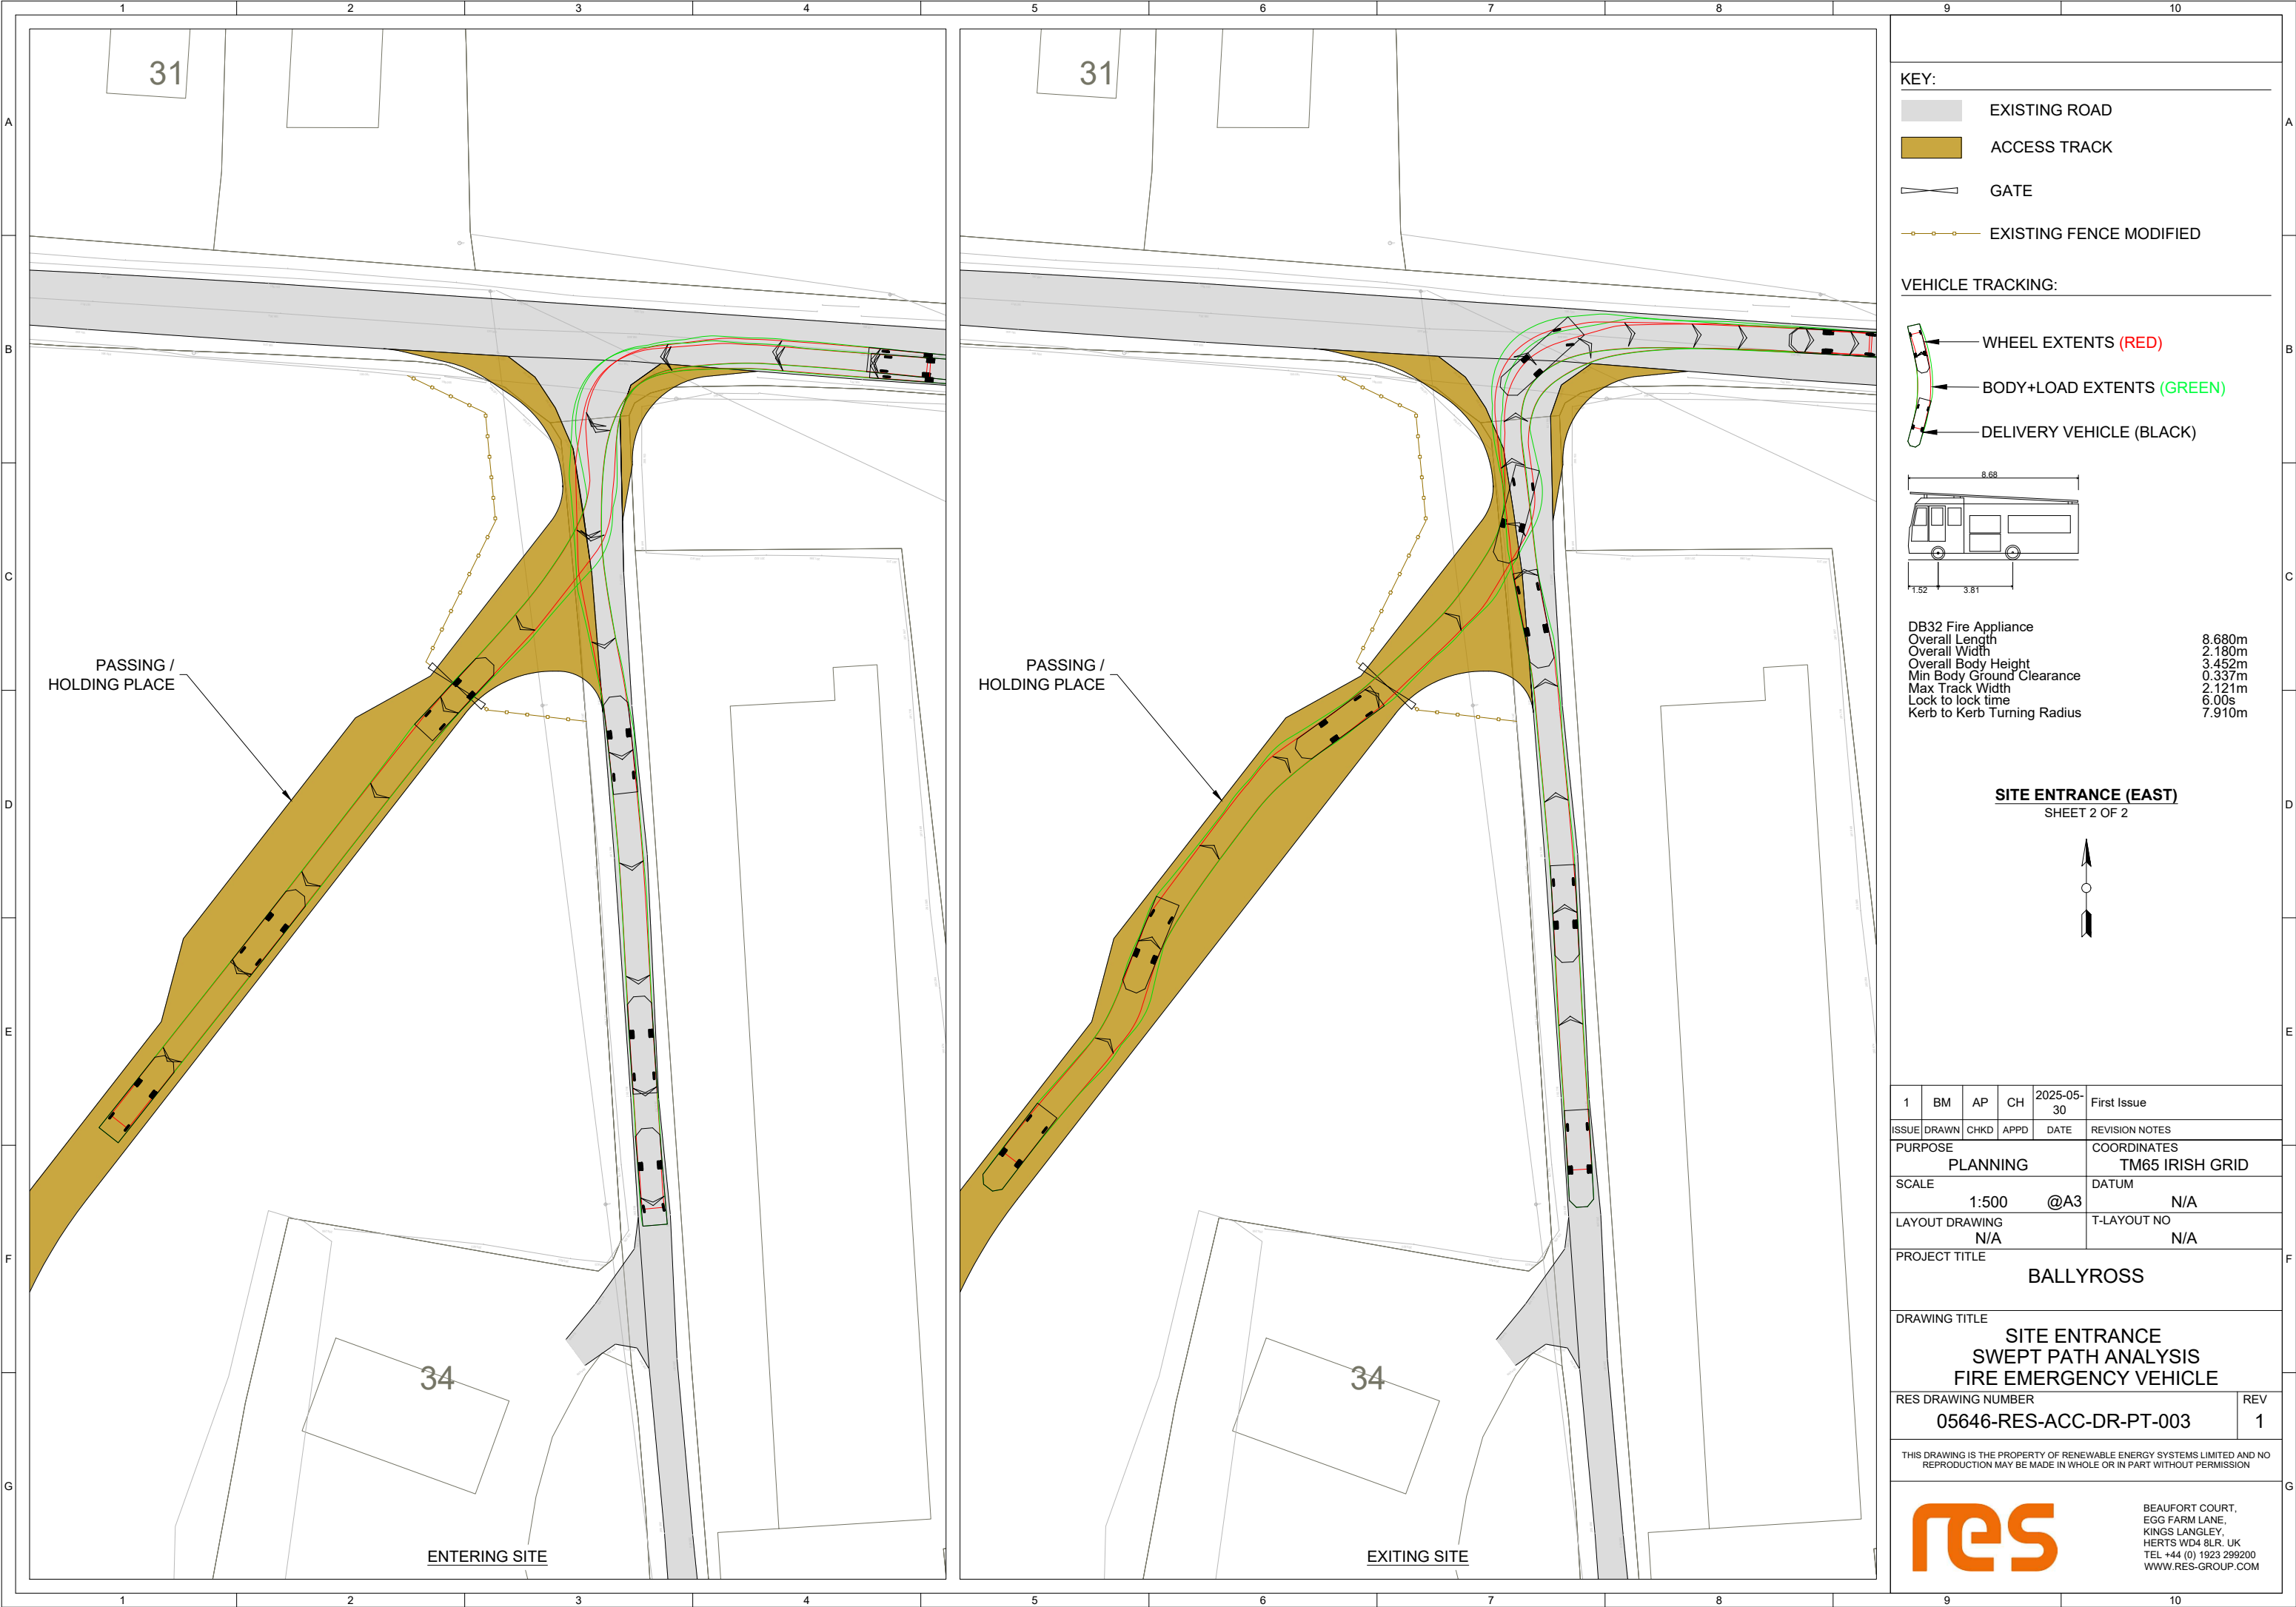 1 2 3 4 5 6 7 8 9 10
A
B
C
D
E
F
G
31
PASSING /
HOLDING PLACE
34
ENTERING SITE
31
PASSING /
HOLDING PLACE
34
EXITING SITE
KEY:
EXISTING ROAD
ACCESS TRACK
GATE
EXISTING FENCE MODIFIED
VEHICLE TRACKING:
WHEEL EXTENTS (RED)
BODY+LOAD EXTENTS (GREEN)
DELIVERY VEHICLE (BLACK)
8.68
1.52 3.81
DB32 Fire Appliance
Overall Length 8.680m
Overall Width 2.180m
Overall Body Height 3.452m
Min Body Ground Clearance 0.337m
Max Track Width 2.121m
Lock to lock time 6.00s
Kerb to Kerb Turning Radius 7.910m
SITE ENTRANCE (EAST)
SHEET 2 OF 2
1 BM AP CH 2025-05-30 First Issue
ISSUE DRAWN CHKD APPD DATE REVISION NOTES
PURPOSE COORDINATES
PLANNING TM65 IRISH GRID
SCALE DATUM
1:500 @A3 N/A
LAYOUT DRAWING T-LAYOUT NO
N/A N/A
PROJECT TITLE
BALLYROSS
DRAWING TITLE
SITE ENTRANCE
SWEPT PATH ANALYSIS
FIRE EMERGENCY VEHICLE
RES DRAWING NUMBER REV
05646-RES-ACC-DR-PT-003 1
THIS DRAWING IS THE PROPERTY OF RENEWABLE ENERGY SYSTEMS LIMITED AND NO
REPRODUCTION MAY BE MADE IN WHOLE OR IN PART WITHOUT PERMISSION
res
BEAUFORT COURT,
EGG FARM LANE,
KINGS LANGLEY,
HERTS WD4 8LR. UK
TEL +44 (0) 1923 299200
WWW.RES-GROUP.COM
A
B
C
D
E
F
G
1 2 3 4 5 6 7 8 9 10